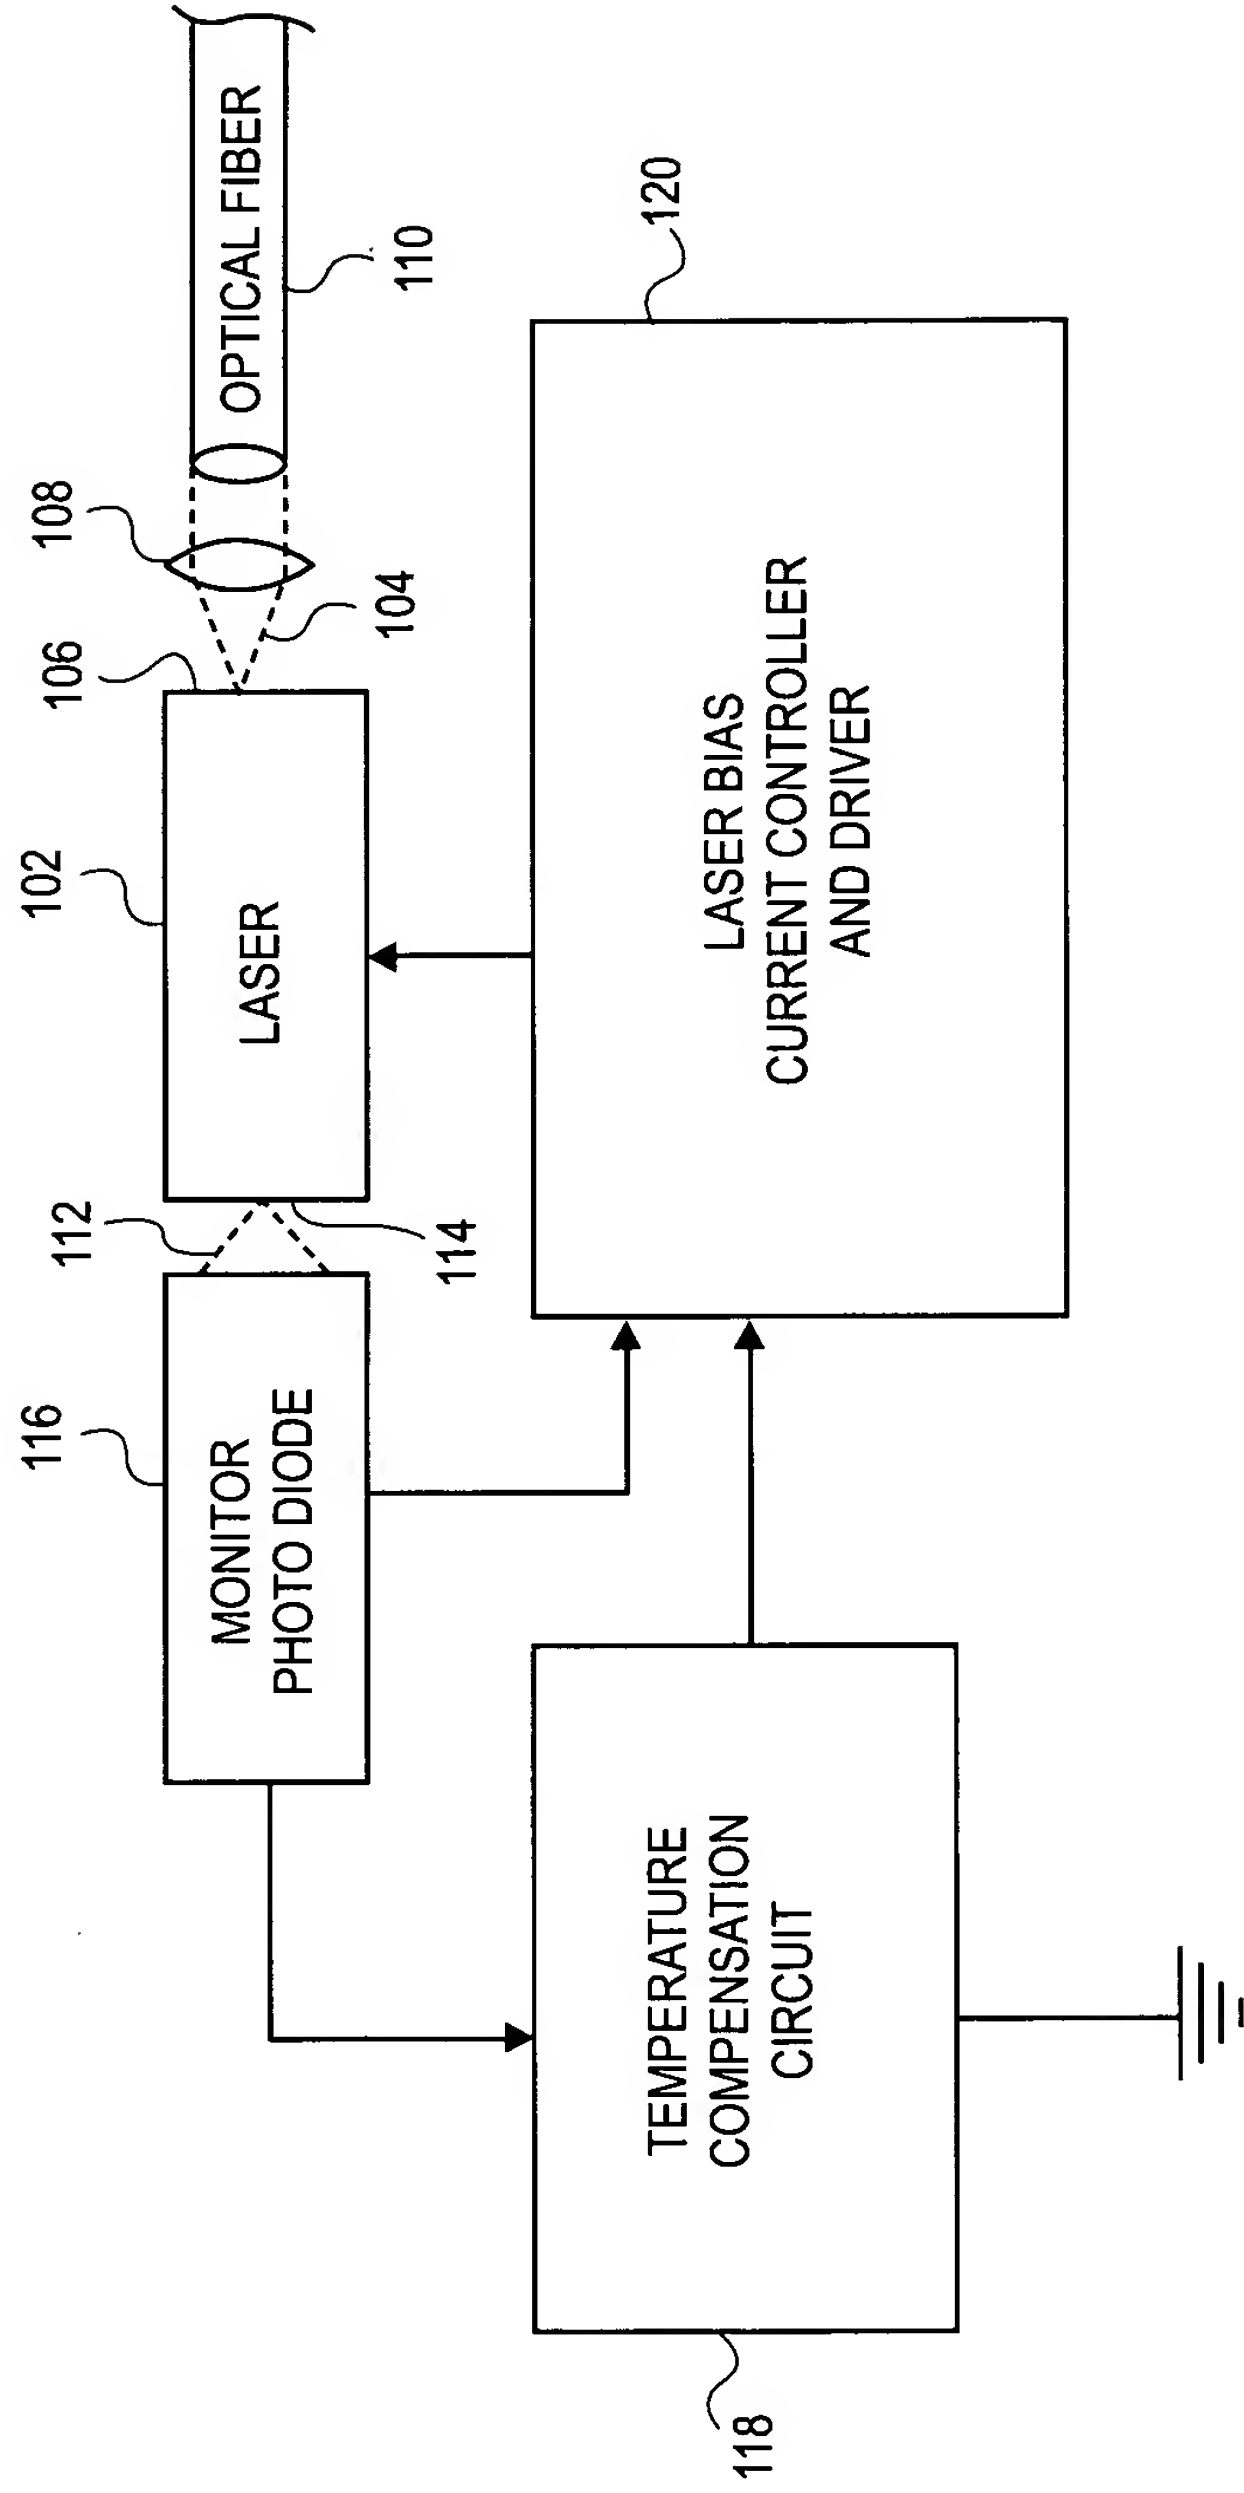 116
112
102
106
108
MONITOR
PHOTO DIODE
LASER
OPTICAL FIBER
114
104
110
120
118
TEMPERATURE
COMPENSATION
CIRCUIT
LASER BIAS
CURRENT CONTROLLER
AND DRIVER